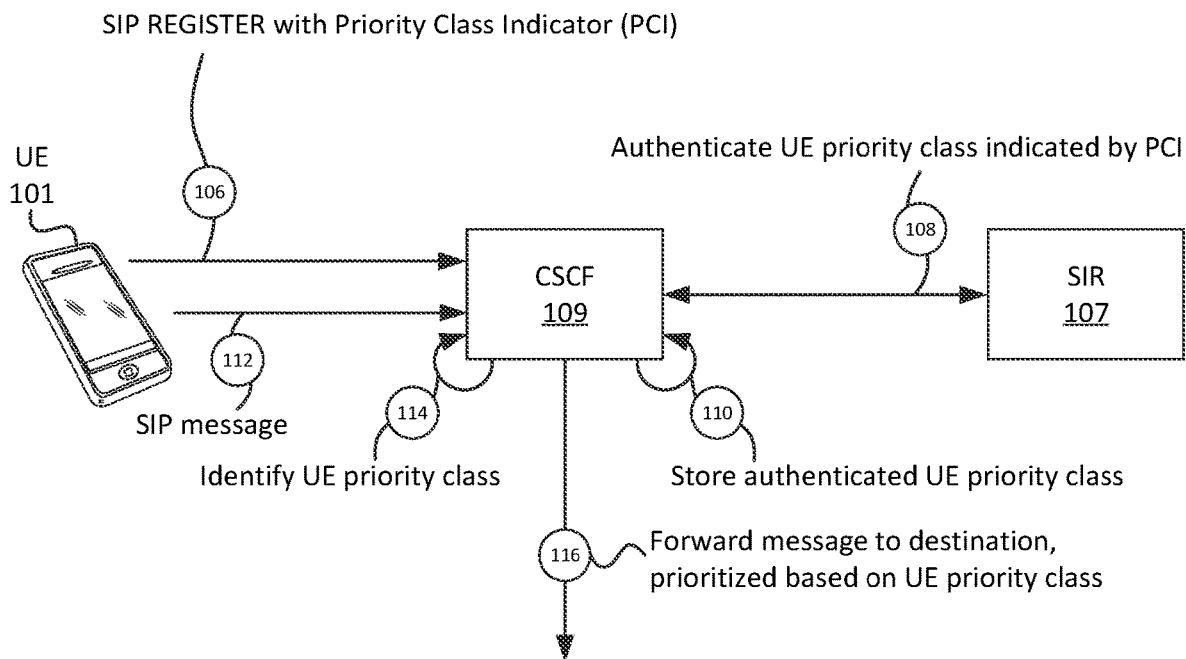 SIP REGISTER with Priority Class Indicator (PCI)
UE
101
106
Authenticate UE priority class indicated by PCI
108
CSCF
109
SIR
107
112
SIP message
114
Identify UE priority class
110
Store authenticated UE priority class
116
Forward message to destination,
prioritized based on UE priority class